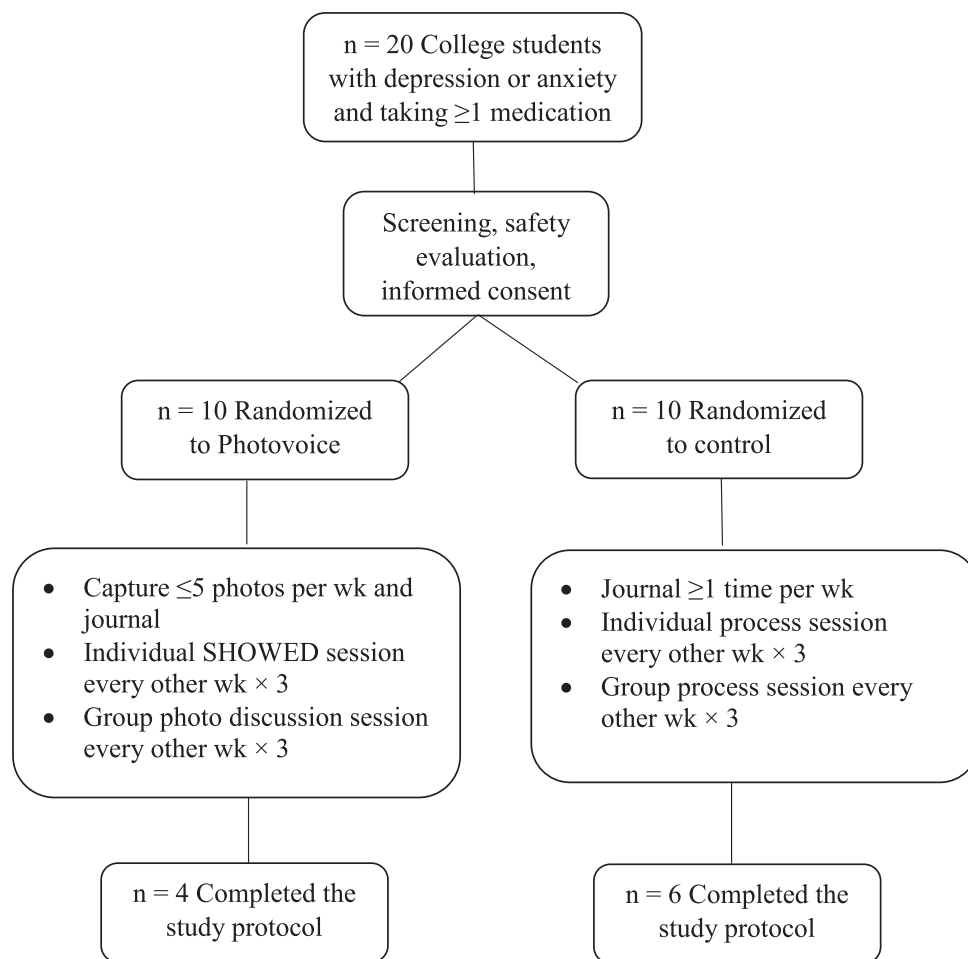 n = 20 College students
with depression or anxiety
and taking ≥1 medication
Screening, safety
evaluation,
informed consent
n = 10 Randomized
to Photovoice
n = 10 Randomized
to control
• Capture ≤5 photos per wk and
journal
• Individual SHOWED session
every other wk × 3
• Group photo discussion session
every other wk × 3
• Journal ≥1 time per wk
• Individual process session
every other wk × 3
• Group process session every
other wk × 3
n = 4 Completed the
study protocol
n = 6 Completed the
study protocol